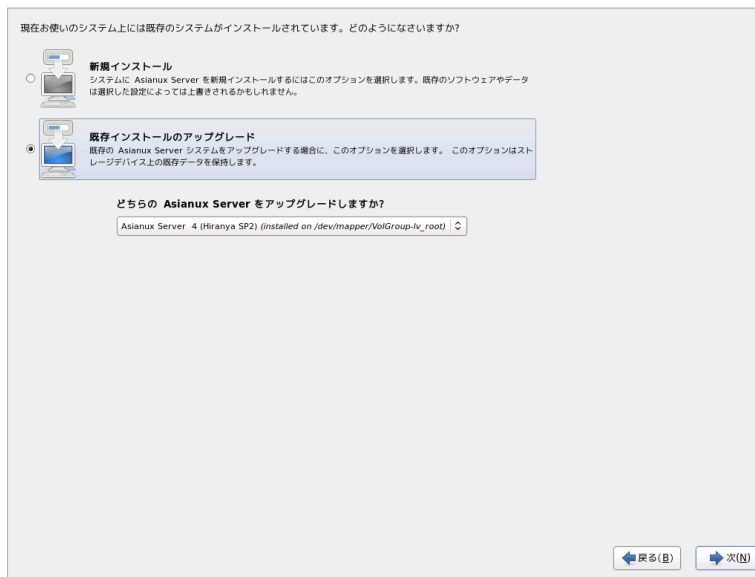 現在お使いのシステム上には既存のシステムがインストールされています。どのようになさいますか?
新規インストール
システムに Asianux Server を新規インストールするにはこのオプションを選択します。既存のソフトウェアやデータ
は選択した設定によっては上書きされるかもしれません。
既存インストールのアップグレード
既存の Asianux Server システムをアップグレードする場合に、このオプションを選択します。 このオプションはスト
レージデバイス上の既存データを保持します。
どちらの Asianux Server をアップグレードしますか?
Asianux Server 4 (Hiranya SP2) (installed on /dev/mapper/VolGroup-lv_root)
戻る(B)
次(N)